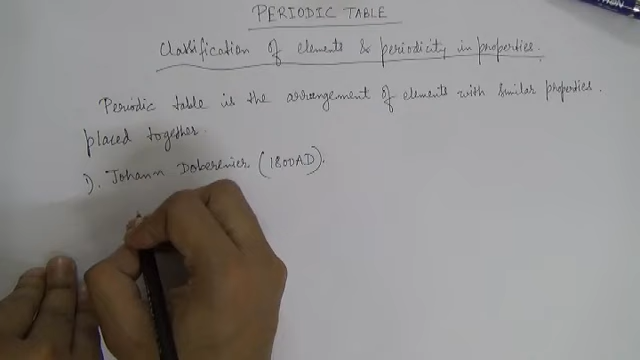 PERIODIC TABLE
Classification of elements & periodicity in properties.
Periodic table is the arrangement of elements with similar properties.
placed together.
1). Johann Doberenier (1800AD).